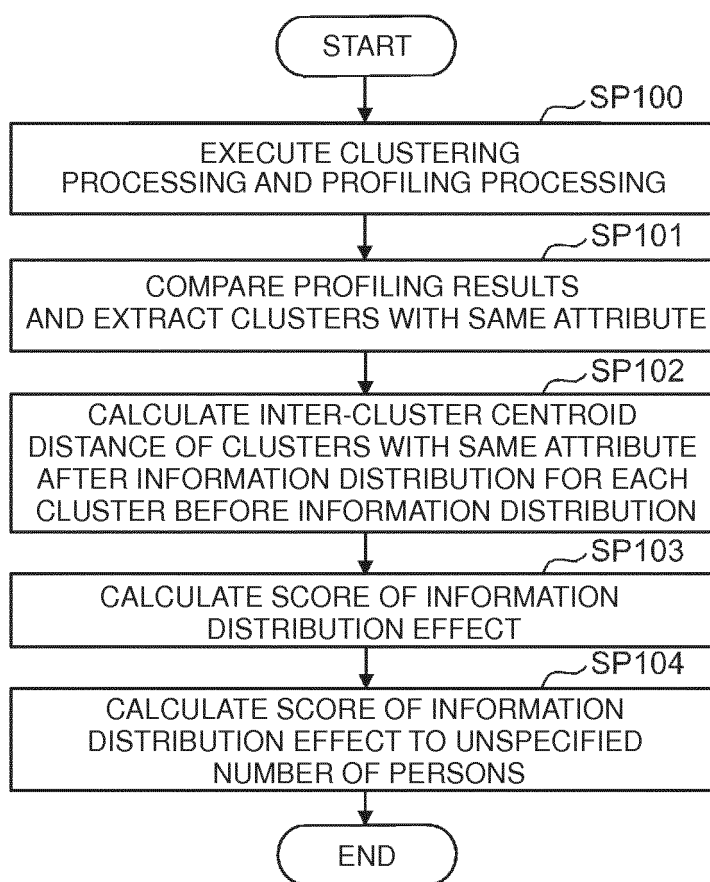 START
SP100
EXECUTE CLUSTERING
PROCESSING AND PROFILING PROCESSING
SP101
COMPARE PROFILING RESULTS
AND EXTRACT CLUSTERS WITH SAME ATTRIBUTE
SP102
CALCULATE INTER-CLUSTER CENTROID
DISTANCE OF CLUSTERS WITH SAME ATTRIBUTE
AFTER INFORMATION DISTRIBUTION FOR EACH
CLUSTER BEFORE INFORMATION DISTRIBUTION
SP103
CALCULATE SCORE OF INFORMATION
DISTRIBUTION EFFECT
SP104
CALCULATE SCORE OF INFORMATION
DISTRIBUTION EFFECT TO UNSPECIFIED
NUMBER OF PERSONS
END